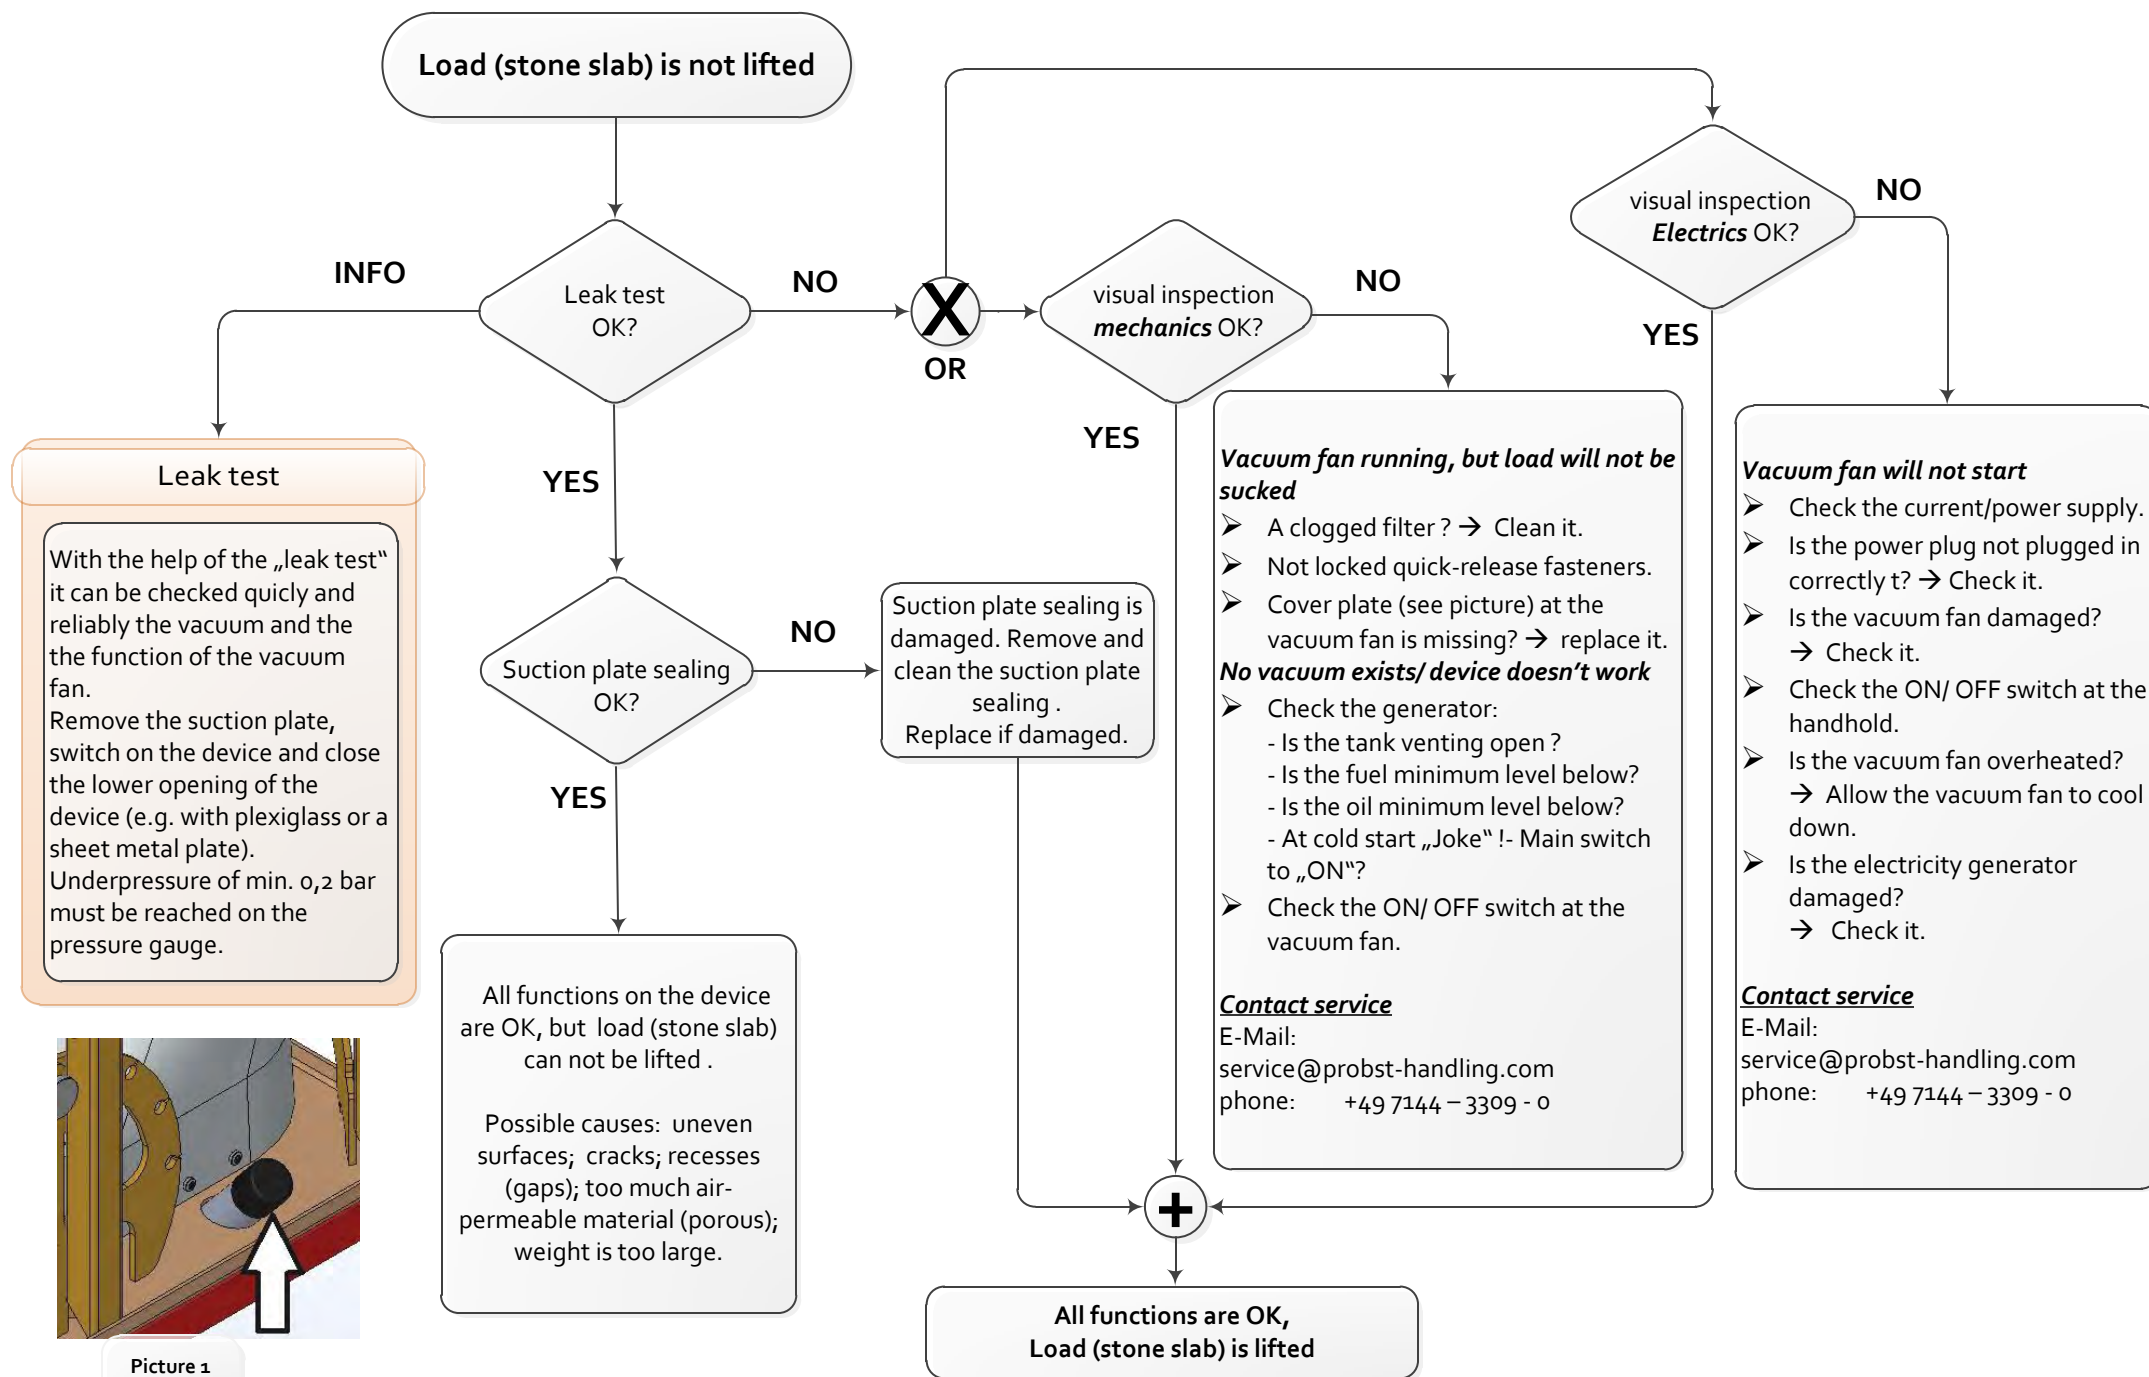 Load (stone slab) is not lifted
INFO
Leak test
OK?
NO
X
OR
visual inspection
mechanics OK?
NO
visual inspection
Electrics OK?
NO
YES
YES
YES
Leak test
With the help of the „leak test“
it can be checked quicly and
reliably the vacuum and the
the function of the vacuum
fan.
Remove the suction plate,
switch on the device and close
the lower opening of the
device (e.g. with plexiglass or a
sheet metal plate).
Underpressure of min. 0,2 bar
must be reached on the
pressure gauge.
Suction plate sealing
OK?
NO
Suction plate sealing is
damaged. Remove and
clean the suction plate
sealing .
Replace if damaged.
YES
All functions on the device
are OK, but load (stone slab)
can not be lifted .
Possible causes: uneven
surfaces; cracks; recesses
(gaps); too much air-
permeable material (porous);
weight is too large.
Vacuum fan running, but load will not be
sucked
➢ A clogged filter ? → Clean it.
➢ Not locked quick-release fasteners.
➢ Cover plate (see picture) at the
vacuum fan is missing? → replace it.
No vacuum exists/ device doesn’t work
➢ Check the generator:
- Is the tank venting open ?
- Is the fuel minimum level below?
- Is the oil minimum level below?
- At cold start „Joke“ !- Main switch
to „ON“?
➢ Check the ON/ OFF switch at the
vacuum fan.
Contact service
E-Mail:
service@probst-handling.com
phone: +49 7144 – 3309 - 0
Vacuum fan will not start
➢ Check the current/power supply.
➢ Is the power plug not plugged in
correctly t? → Check it.
➢ Is the vacuum fan damaged?
→ Check it.
➢ Check the ON/ OFF switch at the
handhold.
➢ Is the vacuum fan overheated?
→ Allow the vacuum fan to cool
down.
➢ Is the electricity generator
damaged?
→ Check it.
Contact service
E-Mail:
service@probst-handling.com
phone: +49 7144 – 3309 - 0
+
All functions are OK,
Load (stone slab) is lifted
Picture 1